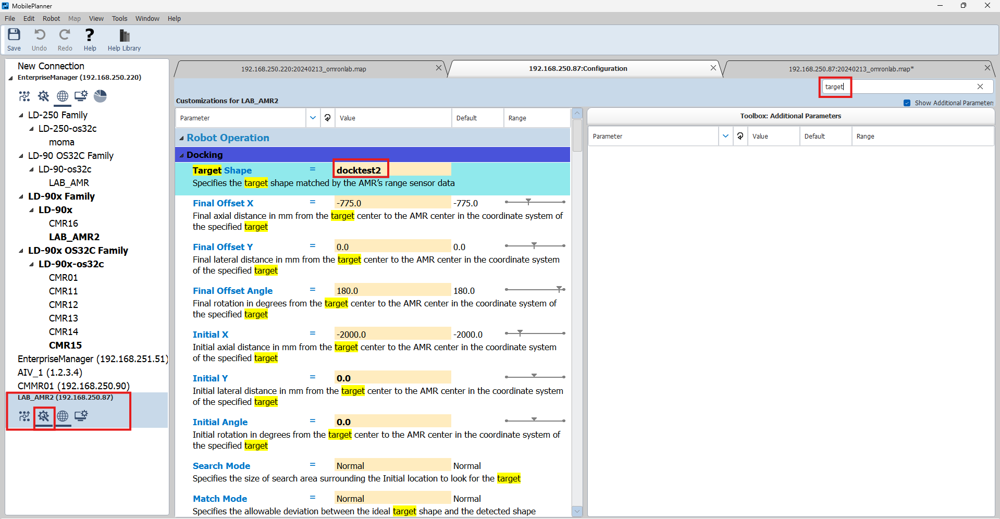 MobilePlanner
File Edit Robot Map View Tools Window Help
Save Undo Redo Help Help Library
New Connection
EnterpriseManager (192.168.250.220)
LD-250 Family
LD-250-os32c
moma
LD-90 OS32C Family
LD-90-os32c
LAB_AMR
LD-90x Family
LD-90x
CMR16
LAB_AMR2
LD-90x OS32C Family
LD-90x-os32c
CMR01
CMR11
CMR12
CMR13
CMR14
CMR15
EnterpriseManager (192.168.251.51)
AIV_1 (1.2.3.4)
CMMR01 (192.168.250.90)
LAB_AMR2 (192.168.250.87)
192.168.250.220:20240213_omronlab.map
192.168.250.87:Configuration
192.168.250.87:20240213_omronlab.map*
target
Customizations for LAB_AMR2
Show Additional Parameters
Parameter Value Default Range
Robot Operation
Docking
Target Shape = docktest2
Specifies the target shape matched by the AMR's range sensor data
Final Offset X = -775.0 -775.0
Final axial distance in mm from the target center to the AMR center in the coordinate system of
the specified target
Final Offset Y = 0.0 0.0
Final lateral distance in mm from the target center to the AMR center in the coordinate system
of the specified target
Final Offset Angle = 180.0 180.0
Final rotation in degrees from the target center to the AMR center in the coordinate system of
the specified target
Initial X = -2000.0 -2000.0
Initial axial distance in mm from the target center to the AMR center in the coordinate system
of the specified target
Initial Y = 0.0
Initial lateral distance in mm from the target center to the AMR center in the coordinate system
of the specified target
Initial Angle = 0.0
Initial rotation in degrees from the target center to the AMR center in the coordinate system of
the specified target
Search Mode = Normal Normal
Specifies the size of search area surrounding the Initial location to look for the target
Match Mode = Normal Normal
Specifies the allowable deviation between the ideal target shape and the detected shape
Toolbox: Additional Parameters
Parameter Value Default Range